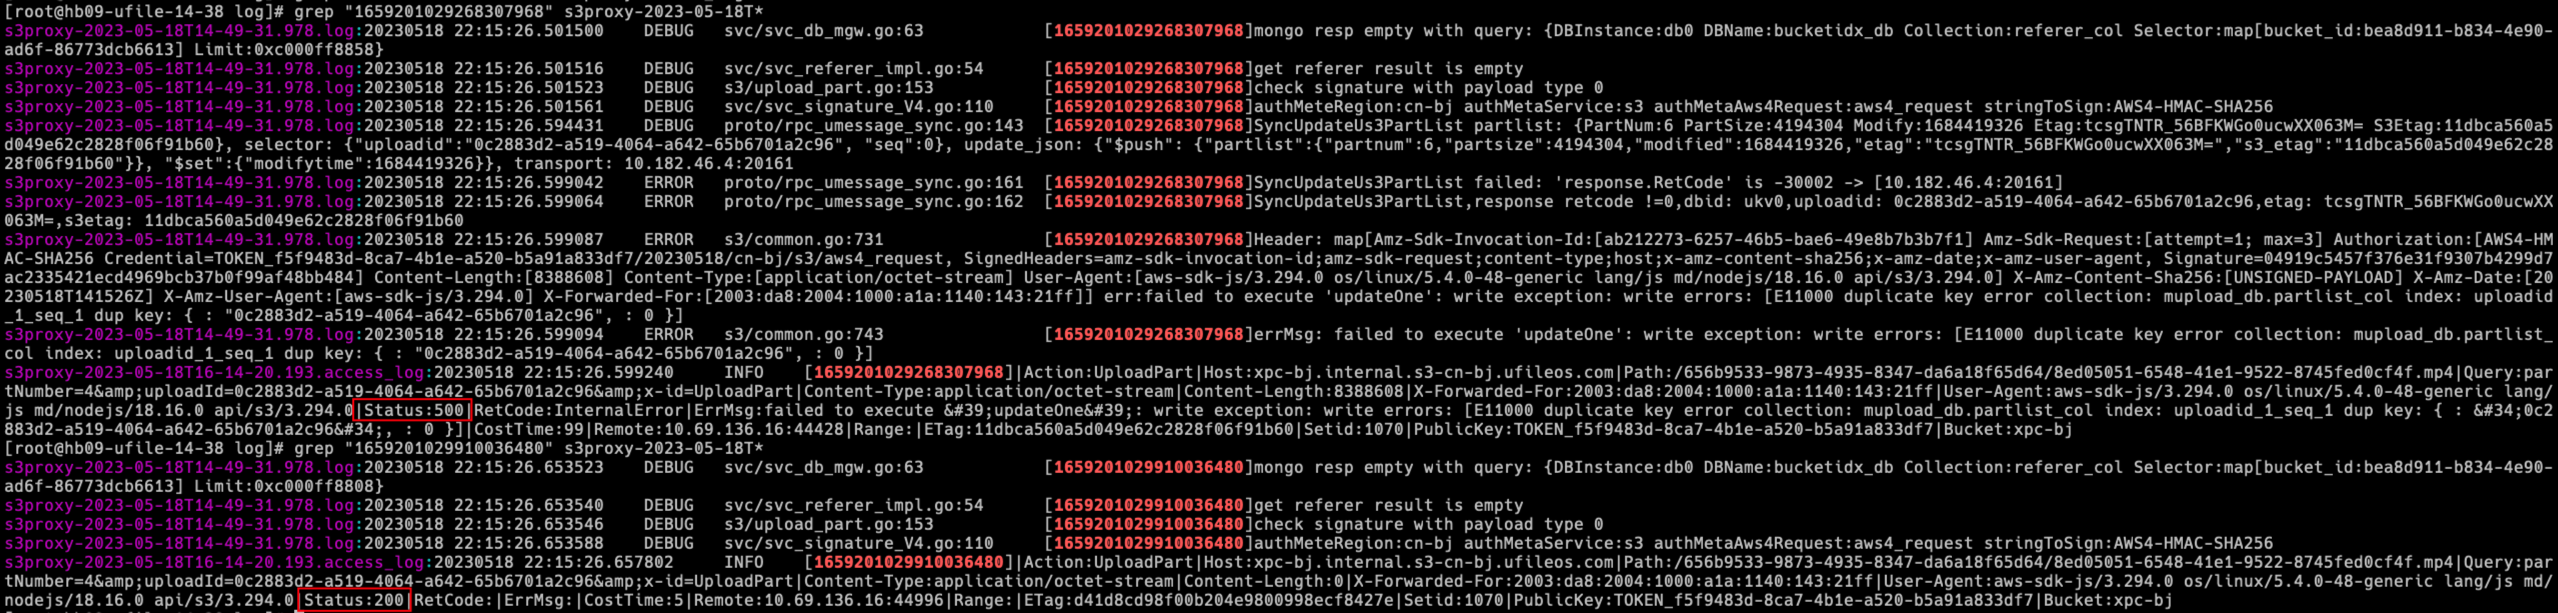 [root@hb09-ufile-14-38 log]# grep "1659201029268307968" s3proxy-2023-05-18T*
s3proxy-2023-05-18T14-49-31.978.log:20230518 22:15:26.501500 DEBUG svc/svc_db_mgw.go:63 [1659201029268307968]mongo resp empty with query: {DBInstance:db0 DBName:bucketidx_db Collection:referer_col Selector:map[bucket_id:bea8d911-b834-4e90-
ad6f-86773dcb6613] Limit:0xc000ff8858}
s3proxy-2023-05-18T14-49-31.978.log:20230518 22:15:26.501516 DEBUG svc/svc_referer_impl.go:54 [1659201029268307968]get referer result is empty
s3proxy-2023-05-18T14-49-31.978.log:20230518 22:15:26.501523 DEBUG s3/upload_part.go:153 [1659201029268307968]check signature with payload type 0
s3proxy-2023-05-18T14-49-31.978.log:20230518 22:15:26.501561 DEBUG svc/svc_signature_V4.go:110 [1659201029268307968]authMeteRegion:cn-bj authMetaService:s3 authMetaAws4Request:aws4_request stringToSign:AWS4-HMAC-SHA256
s3proxy-2023-05-18T14-49-31.978.log:20230518 22:15:26.594431 DEBUG proto/rpc_umessage_sync.go:143 [1659201029268307968]SyncUpdateUs3PartList partlist: {PartNum:6 PartSize:4194304 Modify:1684419326 Etag:tcsgTNTR_56BFKWGo0ucwXX063M= S3Etag:11dbca560a5
d049e62c2828f06f91b60}, selector: {"uploadid":"0c2883d2-a519-4064-a642-65b6701a2c96", "seq":0}, update_json: {"$push": {"partlist":{"partnum":6,"partsize":4194304,"modified":1684419326,"etag":"tcsgTNTR_56BFKWGo0ucwXX063M=","s3_etag":"11dbca560a5d049e62c28
28f06f91b60"}}, "$set":{"modifytime":1684419326}}, transport: 10.182.46.4:20161
s3proxy-2023-05-18T14-49-31.978.log:20230518 22:15:26.599042 ERROR proto/rpc_umessage_sync.go:161 [1659201029268307968]SyncUpdateUs3PartList failed: 'response.RetCode' is -30002 -> [10.182.46.4:20161]
s3proxy-2023-05-18T14-49-31.978.log:20230518 22:15:26.599064 ERROR proto/rpc_umessage_sync.go:162 [1659201029268307968]SyncUpdateUs3PartList,response retcode !=0,dbid: ukv0,uploadid: 0c2883d2-a519-4064-a642-65b6701a2c96,etag: tcsgTNTR_56BFKWGo0ucwXX
063M=,s3etag: 11dbca560a5d049e62c2828f06f91b60
s3proxy-2023-05-18T14-49-31.978.log:20230518 22:15:26.599087 ERROR s3/common.go:731 [1659201029268307968]Header: map[Amz-Sdk-Invocation-Id:[ab212273-6257-46b5-bae6-49e8b7b3b7f1] Amz-Sdk-Request:[attempt=1; max=3] Authorization:[AWS4-HM
AC-SHA256 Credential=TOKEN_f5f9483d-8ca7-4b1e-a520-b5a91a833df7/20230518/cn-bj/s3/aws4_request, SignedHeaders=amz-sdk-invocation-id;amz-sdk-request;content-type;host;x-amz-content-sha256;x-amz-date;x-amz-user-agent, Signature=04919c5457f376e31f9307b4299d7
ac2335421ecd4969bcb37b0f99af48bb484] Content-Length:[8388608] Content-Type:[application/octet-stream] User-Agent:[aws-sdk-js/3.294.0 os/linux/5.4.0-48-generic lang/js md/nodejs/18.16.0 api/s3/3.294.0] X-Amz-Content-Sha256:[UNSIGNED-PAYLOAD] X-Amz-Date:[20
230518T141526Z] X-Amz-User-Agent:[aws-sdk-js/3.294.0] X-Forwarded-For:[2003:da8:2004:1000:a1a:1140:143:21ff]] err:failed to execute 'updateOne': write exception: write errors: [E11000 duplicate key error collection: mupload_db.partlist_col index: uploadid
_1_seq_1 dup key: { : "0c2883d2-a519-4064-a642-65b6701a2c96", : 0 }]
s3proxy-2023-05-18T14-49-31.978.log:20230518 22:15:26.599094 ERROR s3/common.go:743 [1659201029268307968]errMsg: failed to execute 'updateOne': write exception: write errors: [E11000 duplicate key error collection: mupload_db.partlist_
col index: uploadid_1_seq_1 dup key: { : "0c2883d2-a519-4064-a642-65b6701a2c96", : 0 }]
s3proxy-2023-05-18T16-14-20.193.access_log:20230518 22:15:26.599240 INFO [1659201029268307968]|Action:UploadPart|Host:xpc-bj.internal.s3-cn-bj.ufileos.com|Path:/656b9533-9873-4935-8347-da6a18f65d64/8ed05051-6548-41e1-9522-8745fed0cf4f.mp4|Query:par
tNumber=4&amp;uploadId=0c2883d2-a519-4064-a642-65b6701a2c96&amp;x-id=UploadPart|Content-Type:application/octet-stream|Content-Length:8388608|X-Forwarded-For:2003:da8:2004:1000:a1a:1140:143:21ff|User-Agent:aws-sdk-js/3.294.0 os/linux/5.4.0-48-generic lang/
js md/nodejs/18.16.0 api/s3/3.294.0|Status:500|RetCode:InternalError|ErrMsg:failed to execute &#39;updateOne&#39;: write exception: write errors: [E11000 duplicate key error collection: mupload_db.partlist_col index: uploadid_1_seq_1 dup key: { : &#34;0c2
883d2-a519-4064-a642-65b6701a2c96&#34;, : 0 }]|CostTime:99|Remote:10.69.136.16:44428|Range:|ETag:11dbca560a5d049e62c2828f06f91b60|Setid:1070|PublicKey:TOKEN_f5f9483d-8ca7-4b1e-a520-b5a91a833df7|Bucket:xpc-bj
[root@hb09-ufile-14-38 log]# grep "1659201029910036480" s3proxy-2023-05-18T*
s3proxy-2023-05-18T14-49-31.978.log:20230518 22:15:26.653523 DEBUG svc/svc_db_mgw.go:63 [1659201029910036480]mongo resp empty with query: {DBInstance:db0 DBName:bucketidx_db Collection:referer_col Selector:map[bucket_id:bea8d911-b834-4e90-
ad6f-86773dcb6613] Limit:0xc000ff8808}
s3proxy-2023-05-18T14-49-31.978.log:20230518 22:15:26.653540 DEBUG svc/svc_referer_impl.go:54 [1659201029910036480]get referer result is empty
s3proxy-2023-05-18T14-49-31.978.log:20230518 22:15:26.653546 DEBUG s3/upload_part.go:153 [1659201029910036480]check signature with payload type 0
s3proxy-2023-05-18T14-49-31.978.log:20230518 22:15:26.653588 DEBUG svc/svc_signature_V4.go:110 [1659201029910036480]authMeteRegion:cn-bj authMetaService:s3 authMetaAws4Request:aws4_request stringToSign:AWS4-HMAC-SHA256
s3proxy-2023-05-18T16-14-20.193.access_log:20230518 22:15:26.657802 INFO [1659201029910036480]|Action:UploadPart|Host:xpc-bj.internal.s3-cn-bj.ufileos.com|Path:/656b9533-9873-4935-8347-da6a18f65d64/8ed05051-6548-41e1-9522-8745fed0cf4f.mp4|Query:par
tNumber=4&amp;uploadId=0c2883d2-a519-4064-a642-65b6701a2c96&amp;x-id=UploadPart|Content-Type:application/octet-stream|Content-Length:0|X-Forwarded-For:2003:da8:2004:1000:a1a:1140:143:21ff|User-Agent:aws-sdk-js/3.294.0 os/linux/5.4.0-48-generic lang/js md/
nodejs/18.16.0 api/s3/3.294.0|Status:200|RetCode:|ErrMsg:|CostTime:5|Remote:10.69.136.16:44996|Range:|ETag:d41d8cd98f00b204e9800998ecf8427e|Setid:1070|PublicKey:TOKEN_f5f9483d-8ca7-4b1e-a520-b5a91a833df7|Bucket:xpc-bj